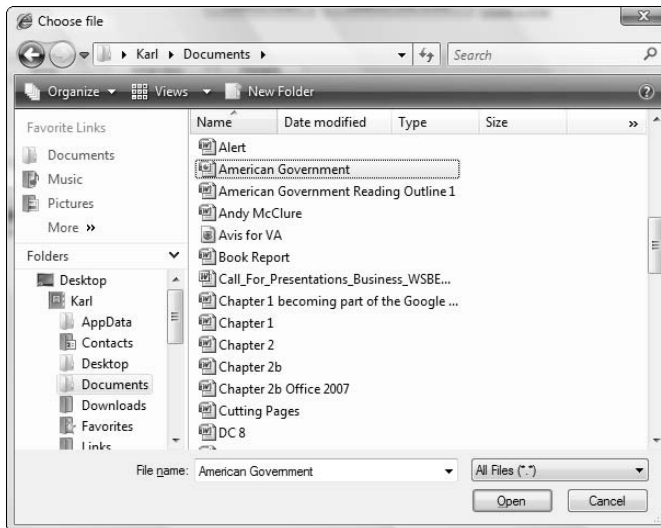 Choose file
Karl Documents
Search
Organize Views New Folder
Favorite Links
Documents
Music
Pictures
More »
Folders
Desktop
Karl
AppData
Contacts
Desktop
Documents
Downloads
Favorites
Links
Name Date modified Type Size »
Alert
American Government
American Government Reading Outline 1
Andy McClure
Avis for VA
Book Report
Call_For_Presentations_Business_WSBE...
Chapter 1 becoming part of the Google ...
Chapter 1
Chapter 2
Chapter 2b
Chapter 2b Office 2007
Cutting Pages
DC 8
File name: American Government All Files (*.*)
Open Cancel